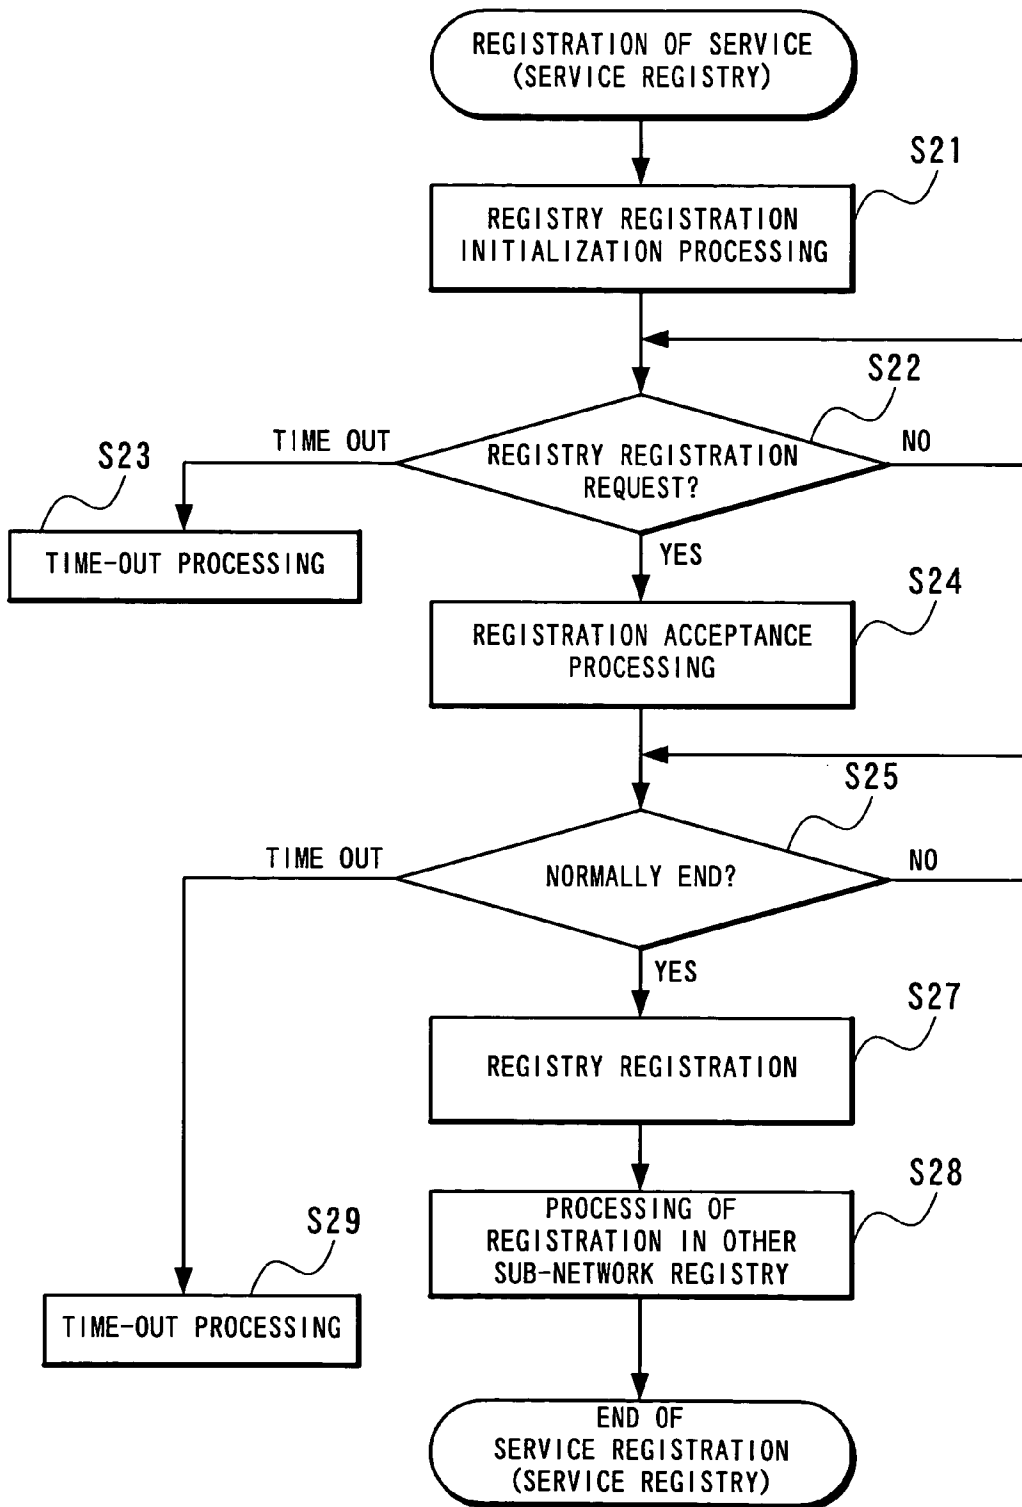 REGISTRATION OF SERVICE
(SERVICE REGISTRY)
S21
REGISTRY REGISTRATION
INITIALIZATION PROCESSING
S22
TIME OUT
NO
S23
REGISTRY REGISTRATION
REQUEST?
TIME-OUT PROCESSING
YES
S24
REGISTRATION ACCEPTANCE
PROCESSING
S25
TIME OUT
NO
NORMALLY END?
YES
S27
REGISTRY REGISTRATION
S28
PROCESSING OF
REGISTRATION IN OTHER
SUB-NETWORK REGISTRY
S29
TIME-OUT PROCESSING
END OF
SERVICE REGISTRATION
(SERVICE REGISTRY)